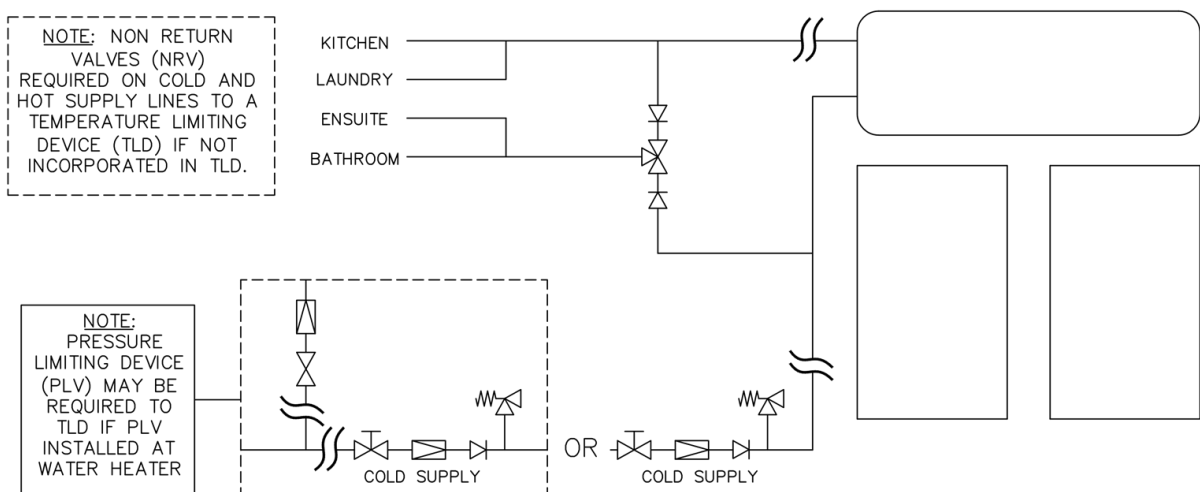 NOTE: NON RETURN
VALVES (NRV)
REQUIRED ON COLD AND
HOT SUPPLY LINES TO A
TEMPERATURE LIMITING
DEVICE (TLD) IF NOT
INCORPORATED IN TLD.
KITCHEN
LAUNDRY
ENSUITE
BATHROOM
NOTE:
PRESSURE
LIMITING DEVICE
(PLV) MAY BE
REQUIRED TO
TLD IF PLV
INSTALLED AT
WATER HEATER
COLD SUPPLY
OR
COLD SUPPLY